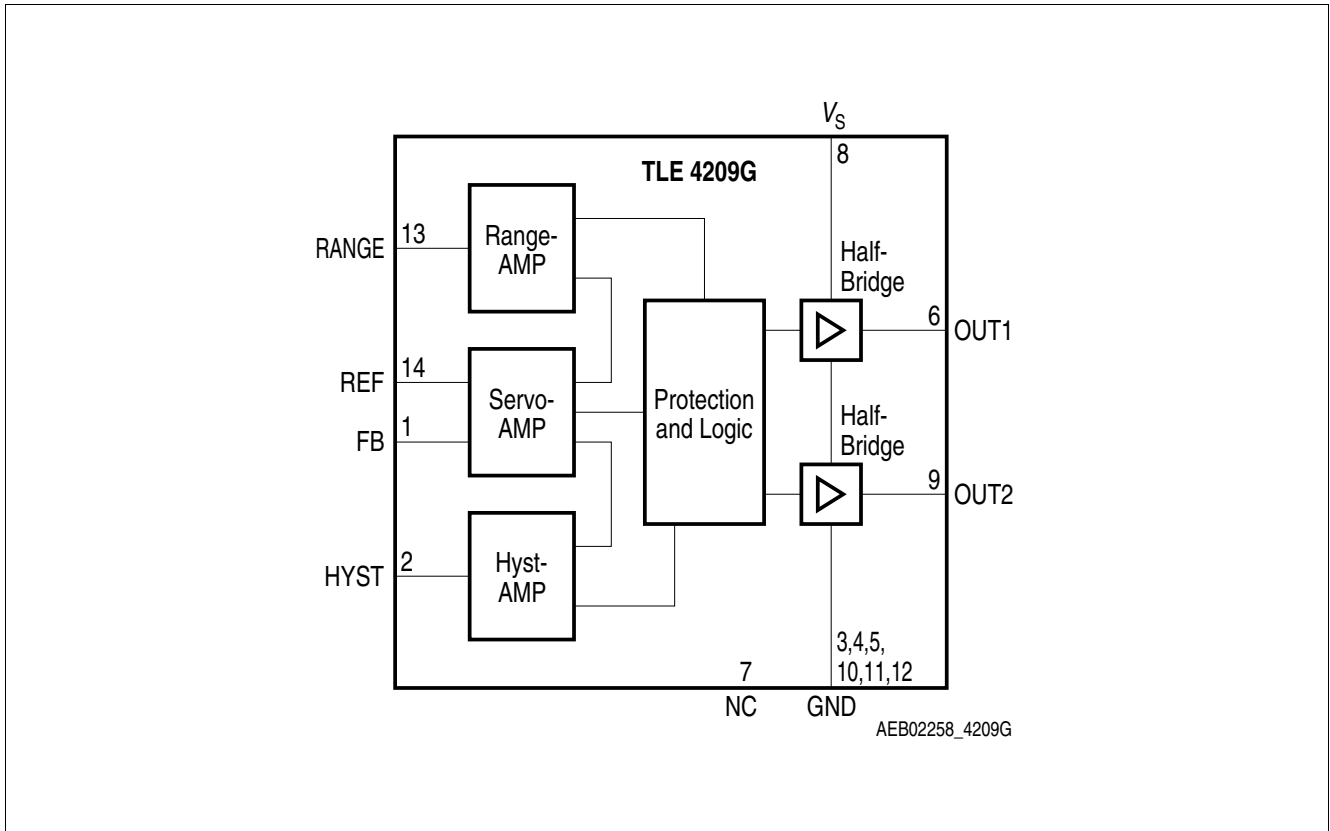 VS
8
TLE 4209G
RANGE
13
Range-
AMP
Half-
Bridge
6
OUT1
REF
14
FB
1
Servo-
AMP
Protection
and Logic
Half-
Bridge
9
OUT2
HYST
2
Hyst-
AMP
3,4,5,
10,11,12
7
NC
GND
AEB02258_4209G